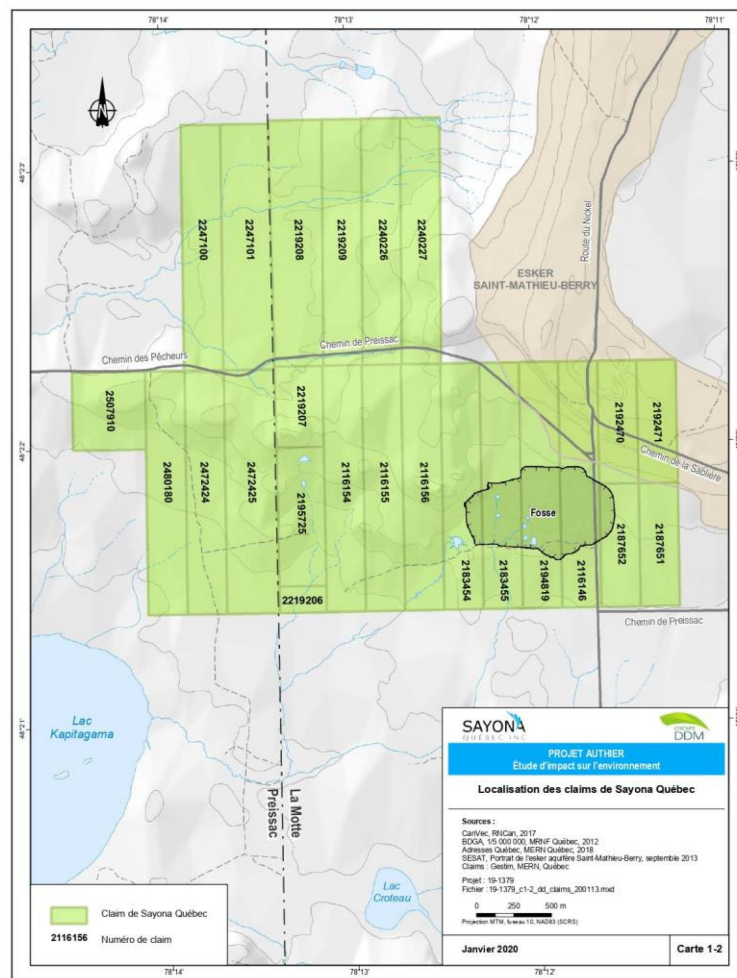 78°14' 78°13' 78°12' 78°11'
Route du Nickel
ESKER
SAINT-MATHIEU-BERRY
2247100
2247101
2219208
2219209
2240226
2240227
Chemin de Preissac
Chemin des Pêcheurs
2507910
2219207
2192470
2192471
Chemin de la Sablière
2480180
2472424
2472425
2195725
2116154
2116155
2116156
Fosse
2183454
2183455
2194819
2116146
2187652
2187651
2219206
Chemin de Preissac
Lac
Kapitagama
Preissac
La Motte
Lac
Croteau
SAYONA
QUÉBEC INC
GROUPE
DDM
PROJET AUTHIER
Étude d'impact sur l'environnement
Localisation des claims de Sayona Québec
Sources :
CanVec, RNCan, 2017
BDGA, 1/5 000 000, MRNF Québec, 2012
Adresses Québec, MERN Québec, 2018
SESAT, Portrait de l'esker aquifère Saint-Mathieu-Berry, septembre 2013
Claims : Gestim, MERN, Québec
Projet : 19-1379
Fichier : 19-1379_c1-2_dd_claims_200113.mxd
0 250 500 m
Projection MTM, fuseau 10, NAD83 (SCRS)
Janvier 2020 Carte 1-2
Claim de Sayona Québec
2116156 Numéro de claim
78°14' 78°13' 78°12'